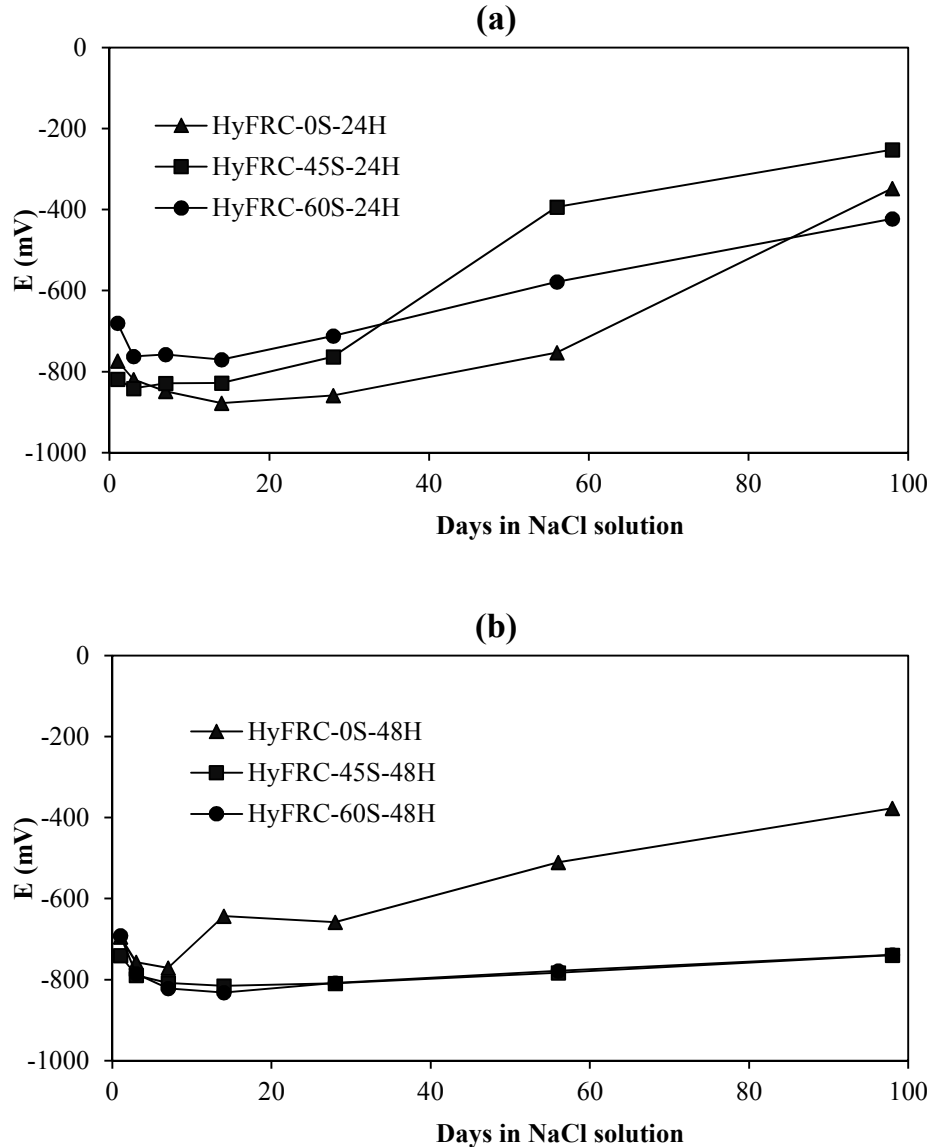 (a)
0
-200
-400
-600
-800
-1000
E (mV)
HyFRC-0S-24H
HyFRC-45S-24H
HyFRC-60S-24H
0 20 40 60 80 100
Days in NaCl solution
(b)
0
-200
-400
-600
-800
-1000
E (mV)
HyFRC-0S-48H
HyFRC-45S-48H
HyFRC-60S-48H
0 20 40 60 80 100
Days in NaCl solution